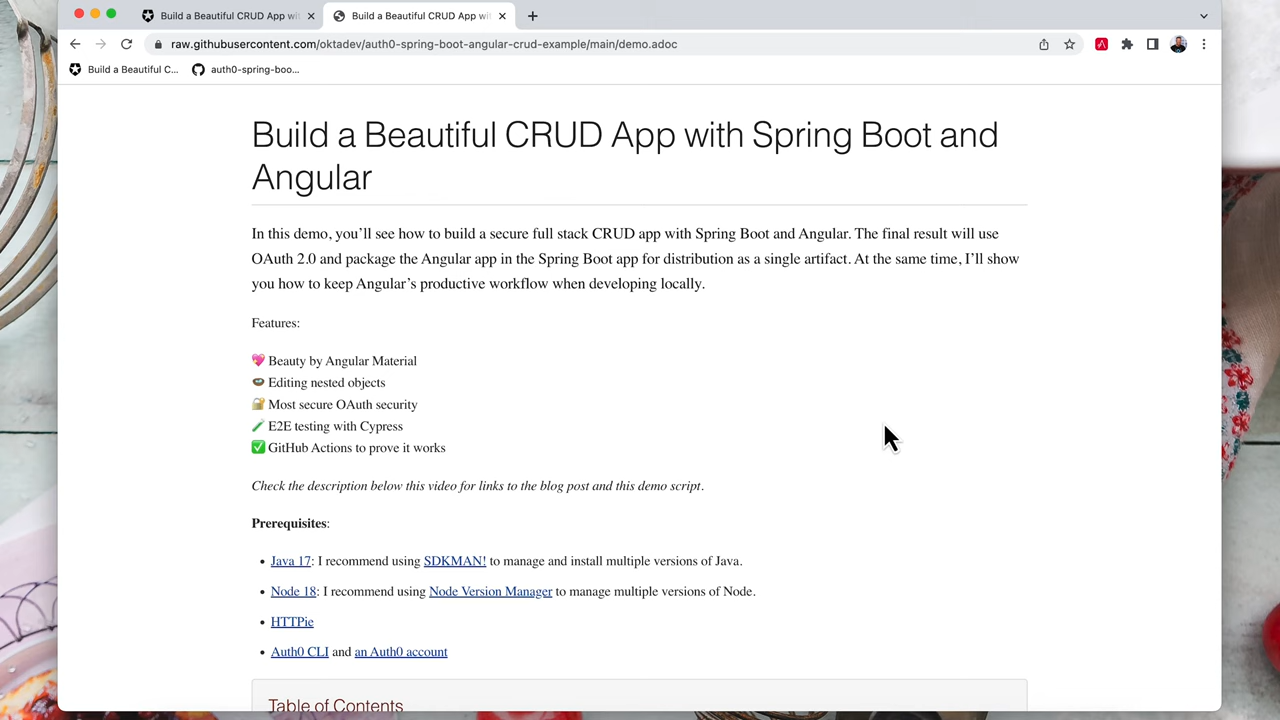 Build a Beautiful CRUD App wit
Build a Beautiful CRUD App wit
raw.githubusercontent.com/oktadev/auth0-spring-boot-angular-crud-example/main/demo.adoc
Build a Beautiful C...
auth0-spring-boo...
Build a Beautiful CRUD App with Spring Boot and
Angular
In this demo, you’ll see how to build a secure full stack CRUD app with Spring Boot and Angular. The final result will use
OAuth 2.0 and package the Angular app in the Spring Boot app for distribution as a single artifact. At the same time, I’ll show
you how to keep Angular’s productive workflow when developing locally.
Features:
💖 Beauty by Angular Material
🪺 Editing nested objects
🔐 Most secure OAuth security
🧪 E2E testing with Cypress
✅ GitHub Actions to prove it works
Check the description below this video for links to the blog post and this demo script.
Prerequisites:
• Java 17: I recommend using SDKMAN! to manage and install multiple versions of Java.
• Node 18: I recommend using Node Version Manager to manage multiple versions of Node.
• HTTPie
• Auth0 CLI and an Auth0 account
Table of Contents